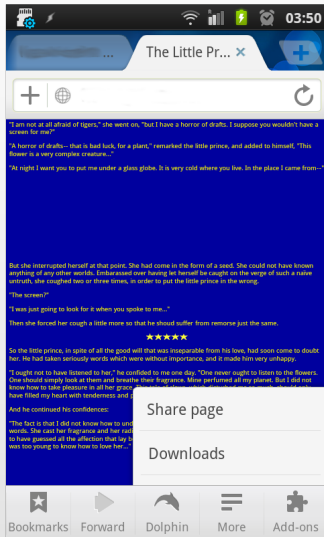 03:50
...
The Little Pr... ×
"I am not at all afraid of tigers," she went on, "but I have a horror of drafts. I suppose you wouldn't have a
screen for me?"
"A horror of drafts-- that is bad luck, for a plant," remarked the little prince, and added to himself, "This
flower is a very complex creature..."
"At night I want you to put me under a glass globe. It is very cold where you live. In the place I came from--"
But she interrupted herself at that point. She had come in the form of a seed. She could not have known
anything of any other worlds. Embarassed over having let herself be caught on the verge of such a naïve
untruth, she coughed two or three times, in order to put the little prince in the wrong.
"The screen?"
"I was just going to look for it when you spoke to me..."
Then she forced her cough a little more so that he shoud suffer from remorse just the same.
So the little prince, in spite of all the good will that was inseparable from his love, had soon come to doubt
her. He had taken seriously words which were without importance, and it made him very unhappy.
"I ought not to have listened to her," he confided to me one day. "One never ought to listen to the flowers.
One should simply look at them and breathe their fragrance. Mine perfumed all my planet. But I did not
know how to take pleasure in all her grace.
have filled my heart with tenderness and
And he continued his confidences:
"The fact is that I did not know how to
words. She cast her fragrance and her
to have guessed all the affection that lay
was too young to know how to love her..."
Share page
Downloads
Bookmarks Forward Dolphin More Add-ons